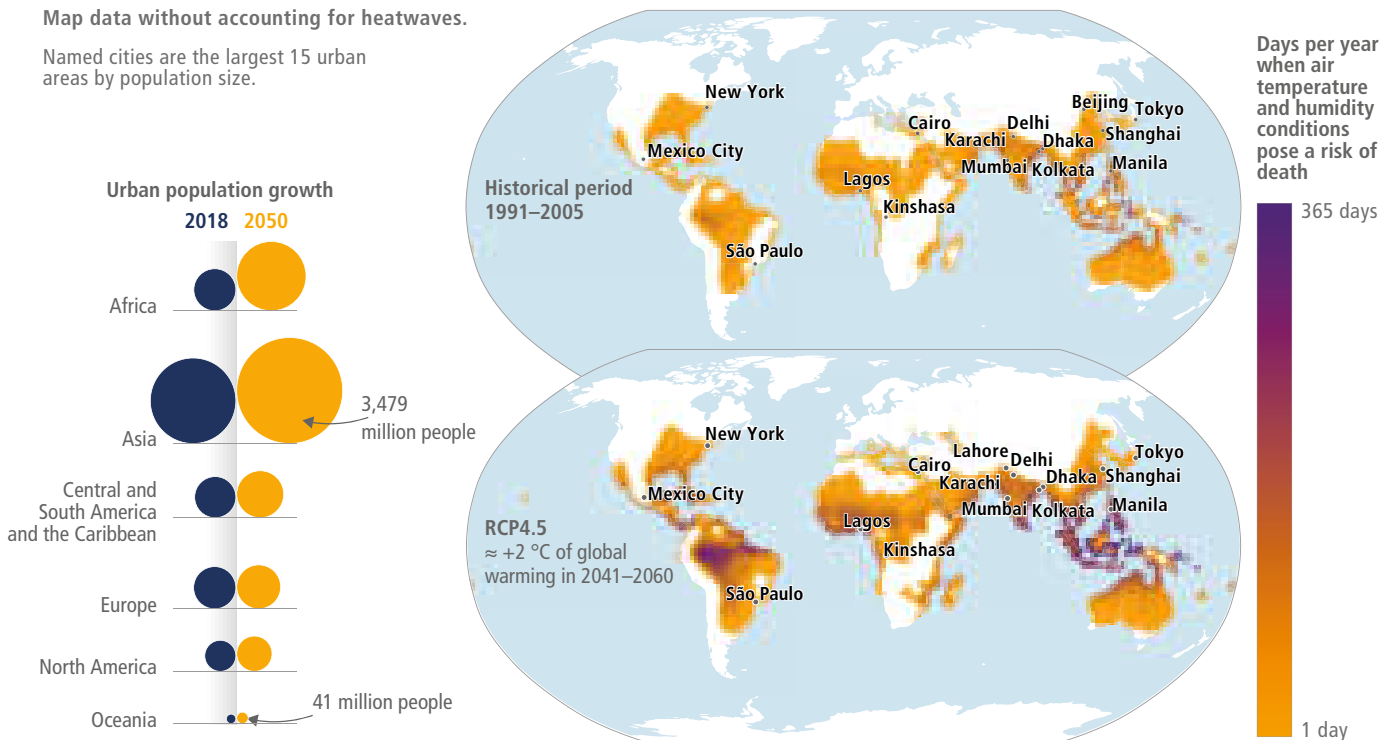 Map data without accounting for heatwaves.
Named cities are the largest 15 urban
areas by population size.
Urban population growth
2018 2050
Africa
Asia
3,479
million people
Central and
South America
and the Caribbean
Europe
North America
Oceania
41 million people
Historical period
1991–2005
New York
Mexico City
São Paulo
Cairo
Lagos
Kinshasa
Karachi
Delhi
Mumbai
Kolkata
Dhaka
Beijing
Tokyo
Shanghai
Manila
RCP4.5
≈ +2 °C of global
warming in 2041–2060
New York
Mexico City
São Paulo
Cairo
Lagos
Kinshasa
Lahore
Karachi
Delhi
Mumbai
Kolkata
Dhaka
Tokyo
Shanghai
Manila
Days per year
when air
temperature
and humidity
conditions
pose a risk of
death
365 days
1 day